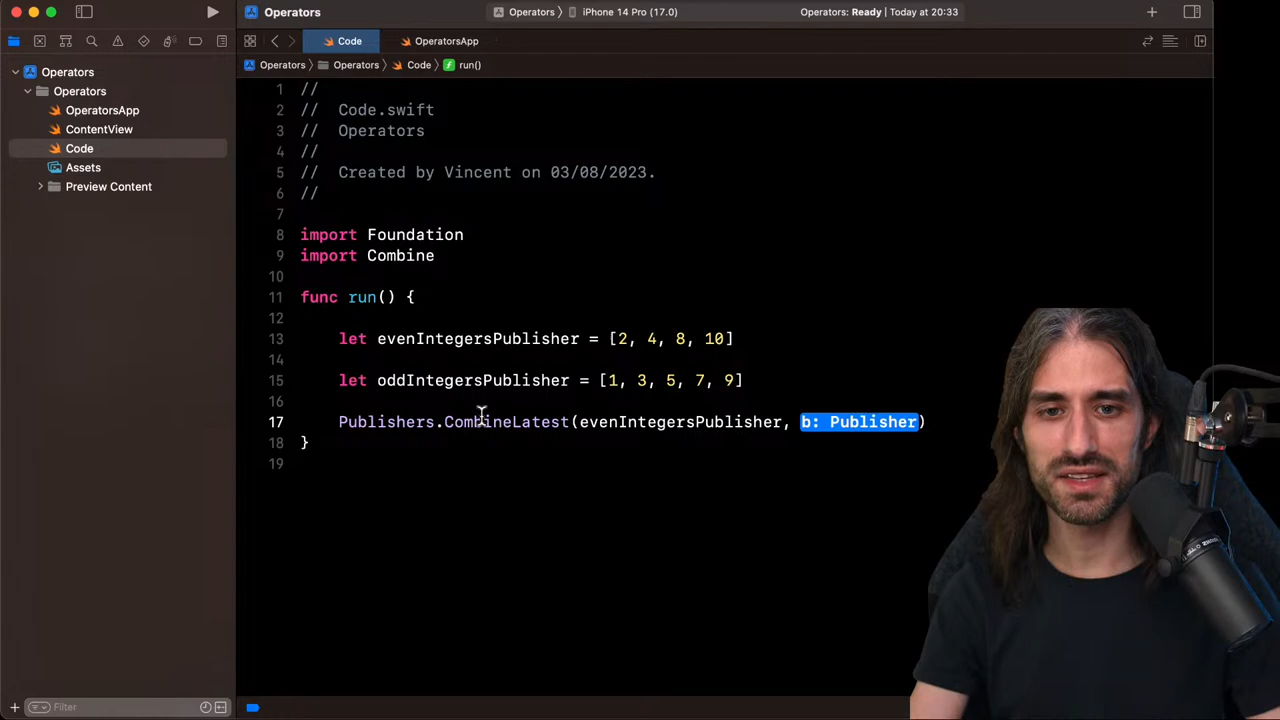 Operators
Operators
iPhone 14 Pro (17.0)
Operators: Ready | Today at 20:33
Code
OperatorsApp
Operators
Operators
Code
run()
Operators
Operators
OperatorsApp
ContentView
Code
Assets
Preview Content
1 //
2 // Code.swift
3 // Operators
4 //
5 // Created by Vincent on 03/08/2023.
6 //
7
8 import Foundation
9 import Combine
10
11 func run() {
12
13 let evenIntegersPublisher = [2, 4, 8, 10]
14
15 let oddIntegersPublisher = [1, 3, 5, 7, 9]
16
17 Publishers.CombineLatest(evenIntegersPublisher, b: Publisher)
18 }
19
Filter